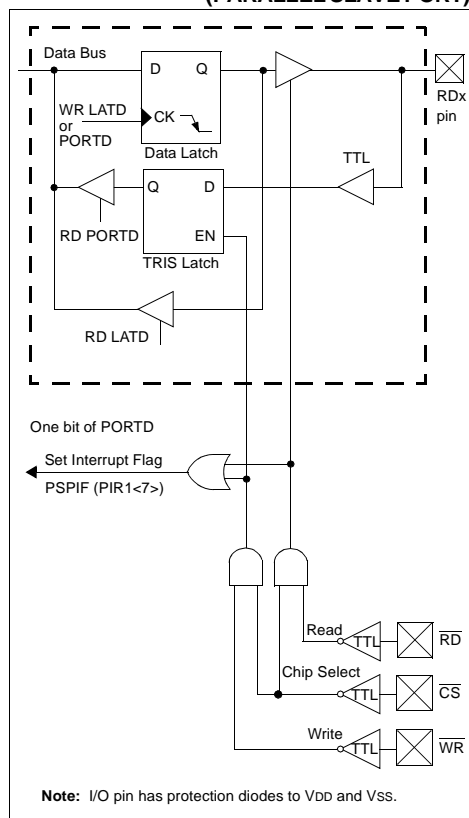 (PARALLEL SLAVE PORT)
Data Bus
D Q
RDx
pin
WR LATD
or
PORTD
CK
Data Latch
TTL
Q D
RD PORTD
EN
TRIS Latch
RD LATD
One bit of PORTD
Set Interrupt Flag
PSPIF (PIR1<7>)
Read
TTL
RD
Chip Select
TTL
CS
Write
TTL
WR
Note: I/O pin has protection diodes to VDD and VSS.